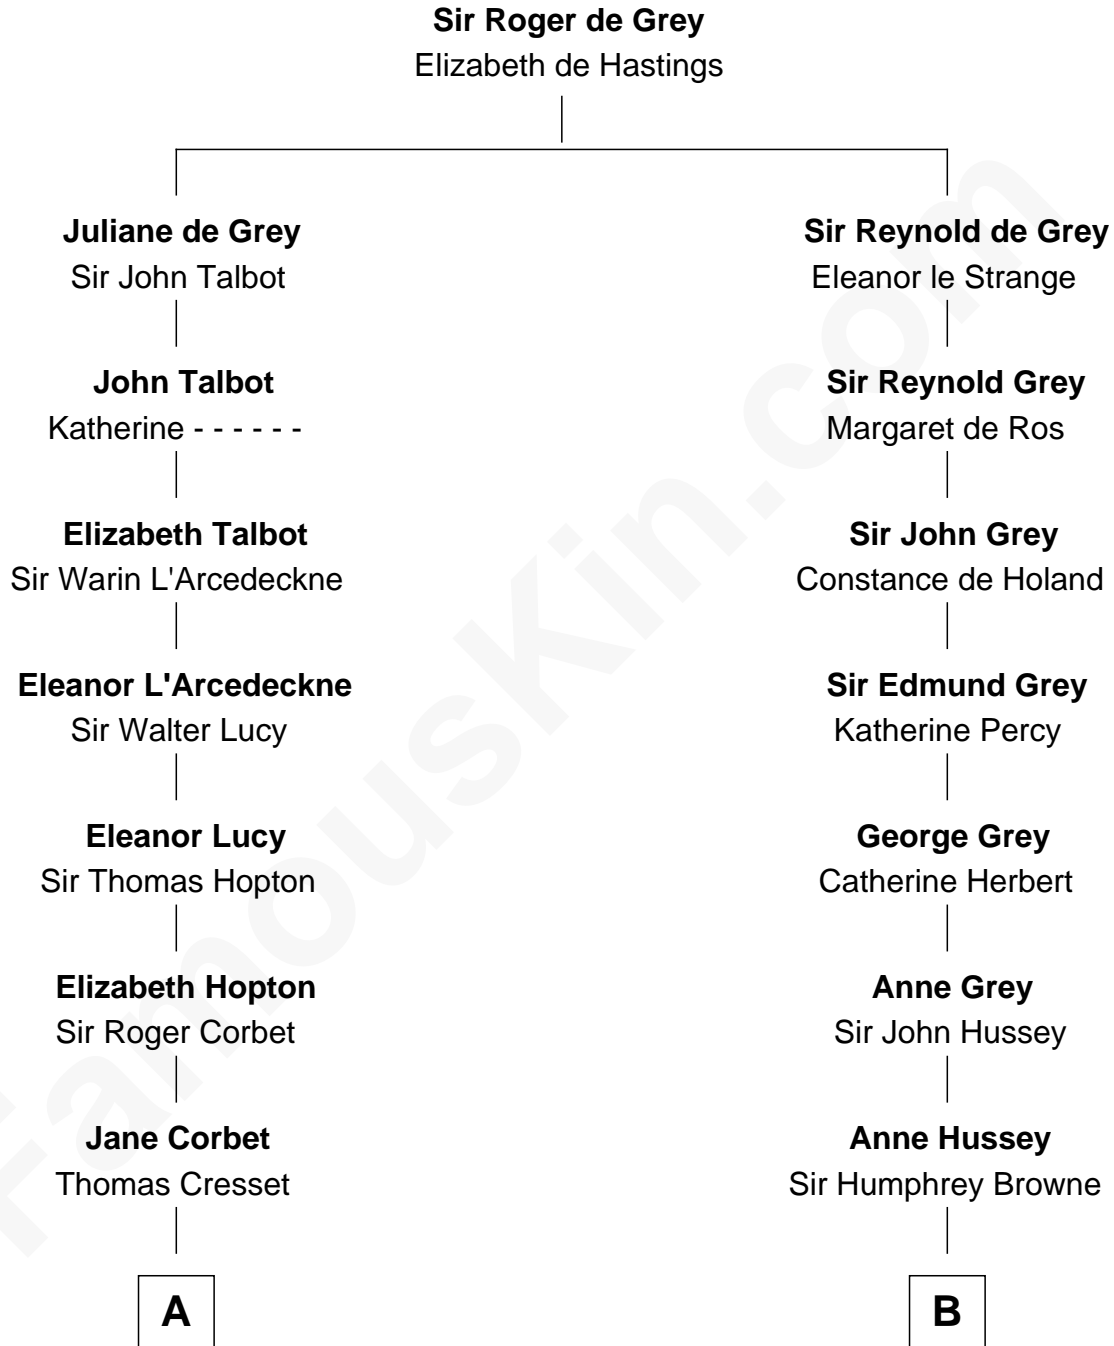 Sir Roger de Grey
Elizabeth de Hastings
Juliane de Grey
Sir John Talbot
John Talbot
Katherine - - - - - -
Elizabeth Talbot
Sir Warin L'Arcedeckne
Eleanor L'Arcedeckne
Sir Walter Lucy
Eleanor Lucy
Sir Thomas Hopton
Elizabeth Hopton
Sir Roger Corbet
Jane Corbet
Thomas Cresset
A
Sir Reynold de Grey
Eleanor le Strange
Sir Reynold Grey
Margaret de Ros
Sir John Grey
Constance de Holand
Sir Edmund Grey
Katherine Percy
George Grey
Catherine Herbert
Anne Grey
Sir John Hussey
Anne Hussey
Sir Humphrey Browne
B
FamousKin.com